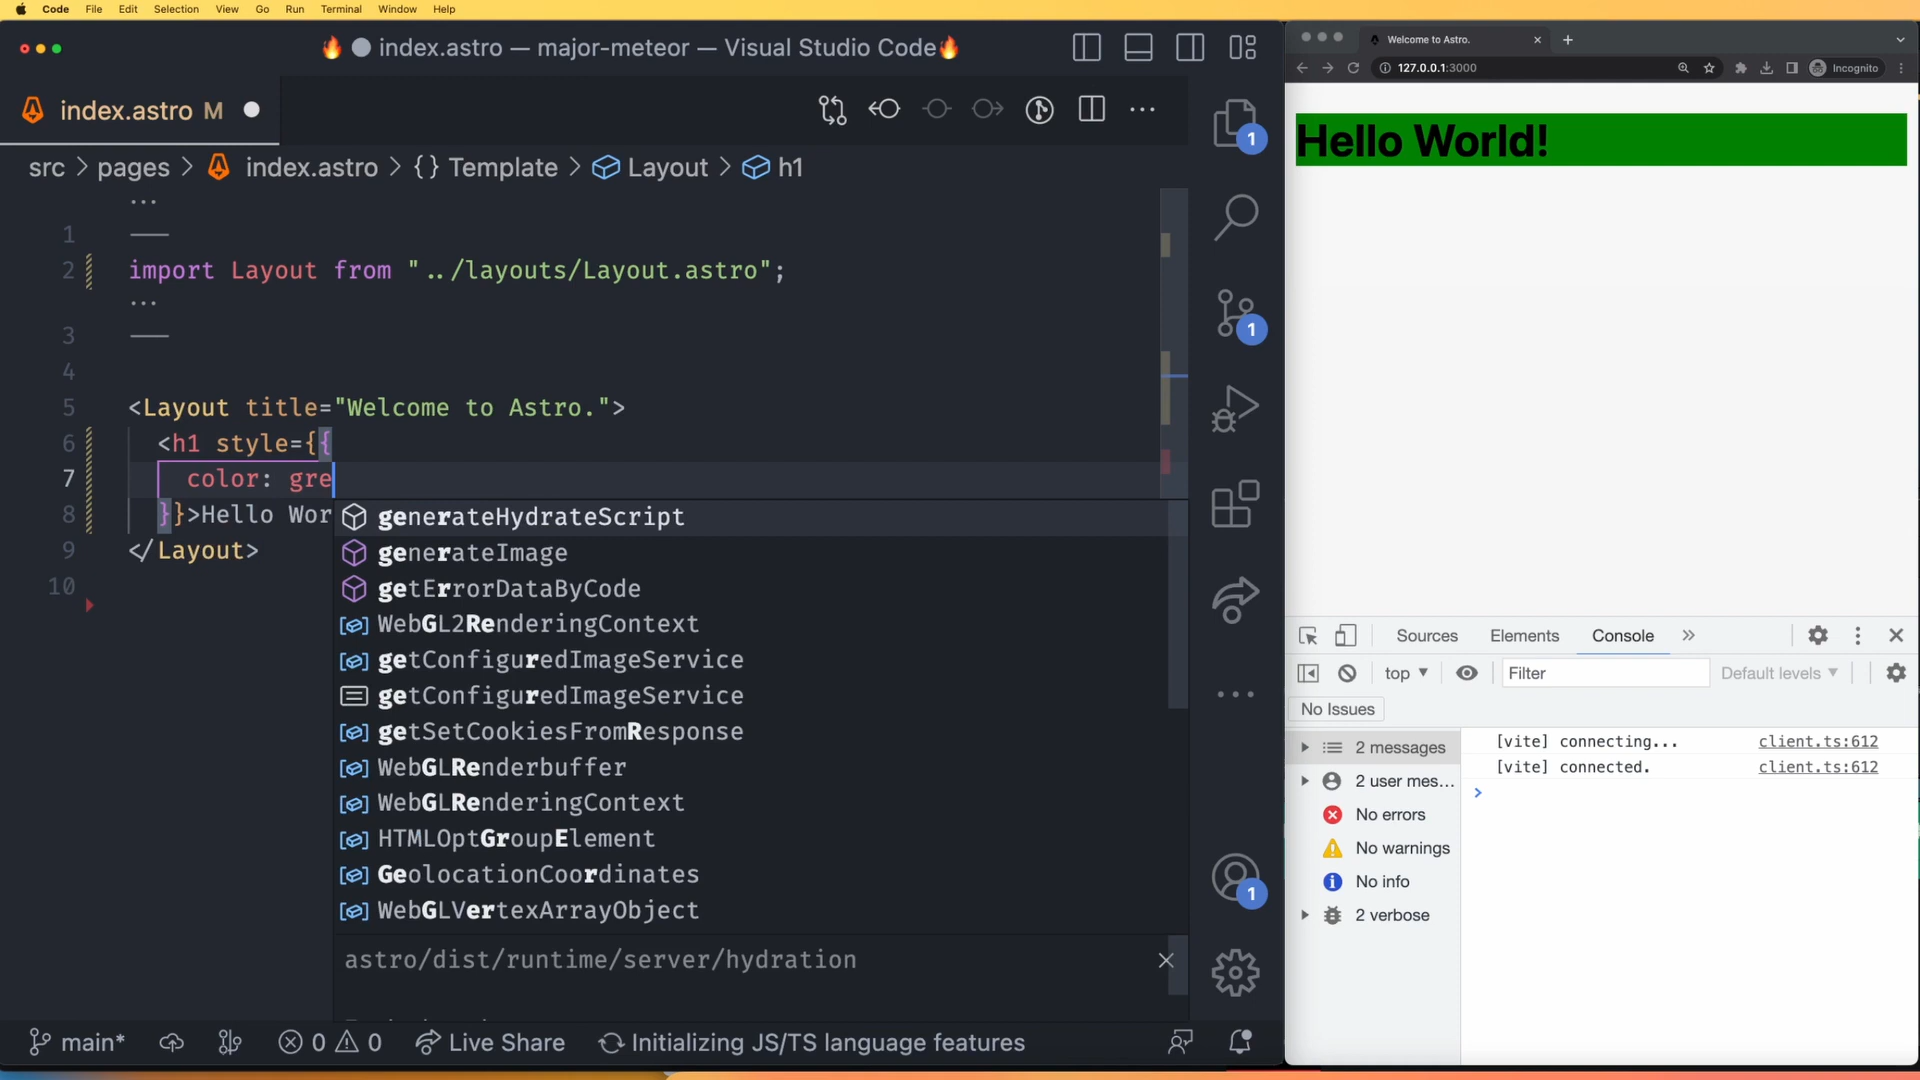 Code File Edit Selection View Go Run Terminal Window Help
index.astro — major-meteor — Visual Studio Code
index.astro M
src > pages > index.astro > {} Template > Layout > h1
...
1 ---
2 import Layout from "../layouts/Layout.astro";
...
3 ---
4
5 <Layout title="Welcome to Astro.">
6 <h1 style={{
7 color: gre
8 }}>Hello Wor
9 </Layout>
10
generateHydrateScript
generateImage
getErrorDataByCode
WebGL2RenderingContext
getConfiguredImageService
getConfiguredImageService
getSetCookiesFromResponse
WebGLRenderbuffer
WebGLRenderingContext
HTMLOptGroupElement
GeolocationCoordinates
WebGLVertexArrayObject
astro/dist/runtime/server/hydration
1
1
1
main* 0 0 Live Share Initializing JS/TS language features
Welcome to Astro.
127.0.0.1:3000 Incognito
Hello World!
Sources Elements Console »
top Filter Default levels
No Issues
2 messages
2 user mes...
No errors
No warnings
No info
2 verbose
[vite] connecting... client.ts:612
[vite] connected. client.ts:612
>